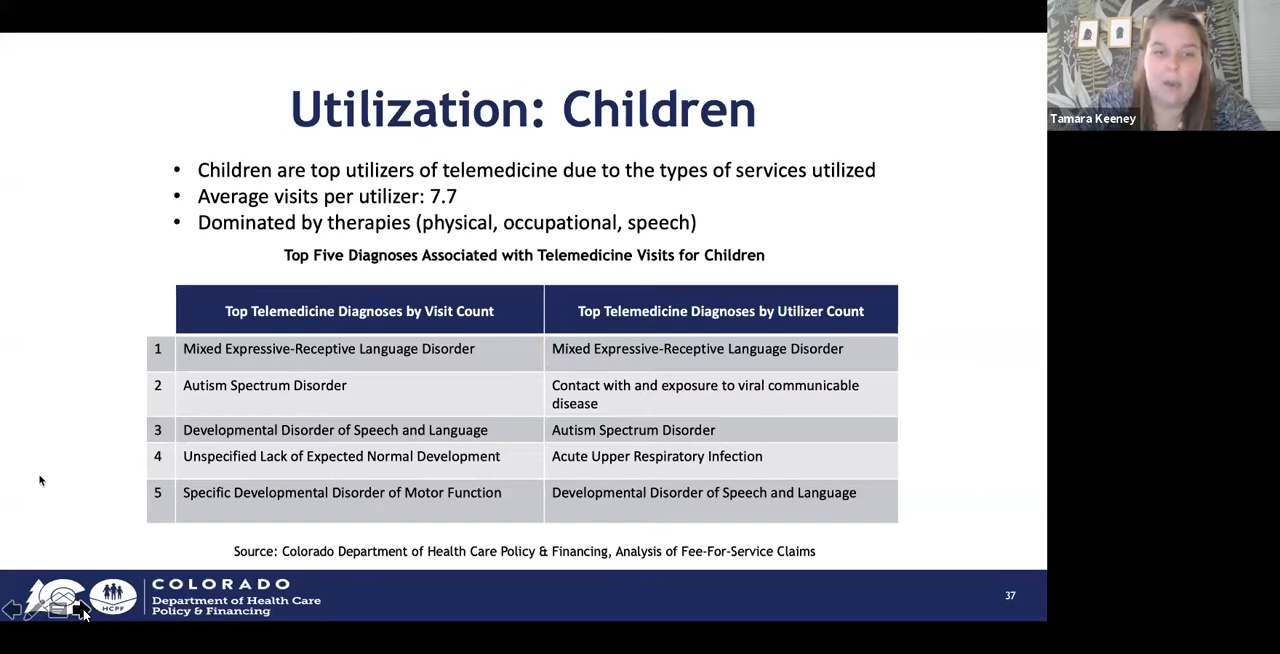 Utilization: Children
• Children are top utilizers of telemedicine due to the types of services utilized
• Average visits per utilizer: 7.7
• Dominated by therapies (physical, occupational, speech)
Top Five Diagnoses Associated with Telemedicine Visits for Children
Top Telemedicine Diagnoses by Visit Count
Top Telemedicine Diagnoses by Utilizer Count
1 Mixed Expressive-Receptive Language Disorder Mixed Expressive-Receptive Language Disorder
2 Autism Spectrum Disorder Contact with and exposure to viral communicable
disease
3 Developmental Disorder of Speech and Language Autism Spectrum Disorder
4 Unspecified Lack of Expected Normal Development Acute Upper Respiratory Infection
5 Specific Developmental Disorder of Motor Function Developmental Disorder of Speech and Language
Source: Colorado Department of Health Care Policy & Financing, Analysis of Fee-For-Service Claims
HCPF
COLORADO
Department of Health Care
Policy & Financing
37
Tamara Keeney